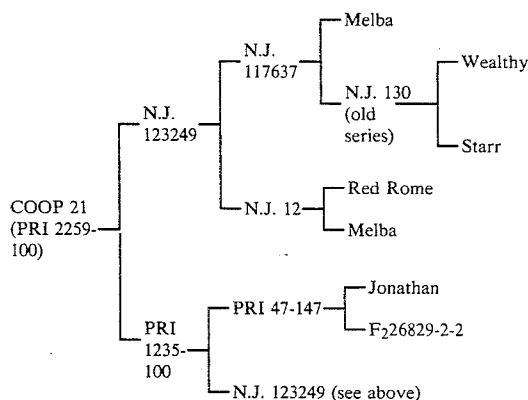 Melba
N.J.
117637
Wealthy
N.J. 130
(old
series)
N.J.
123249
Starr
Red Rome
N.J. 12
Melba
COOP 21
(PRI 2259-
100)
Jonathan
PRI 47-147
F₂26829-2-2
PRI
1235-
100
N.J. 123249 (see above)